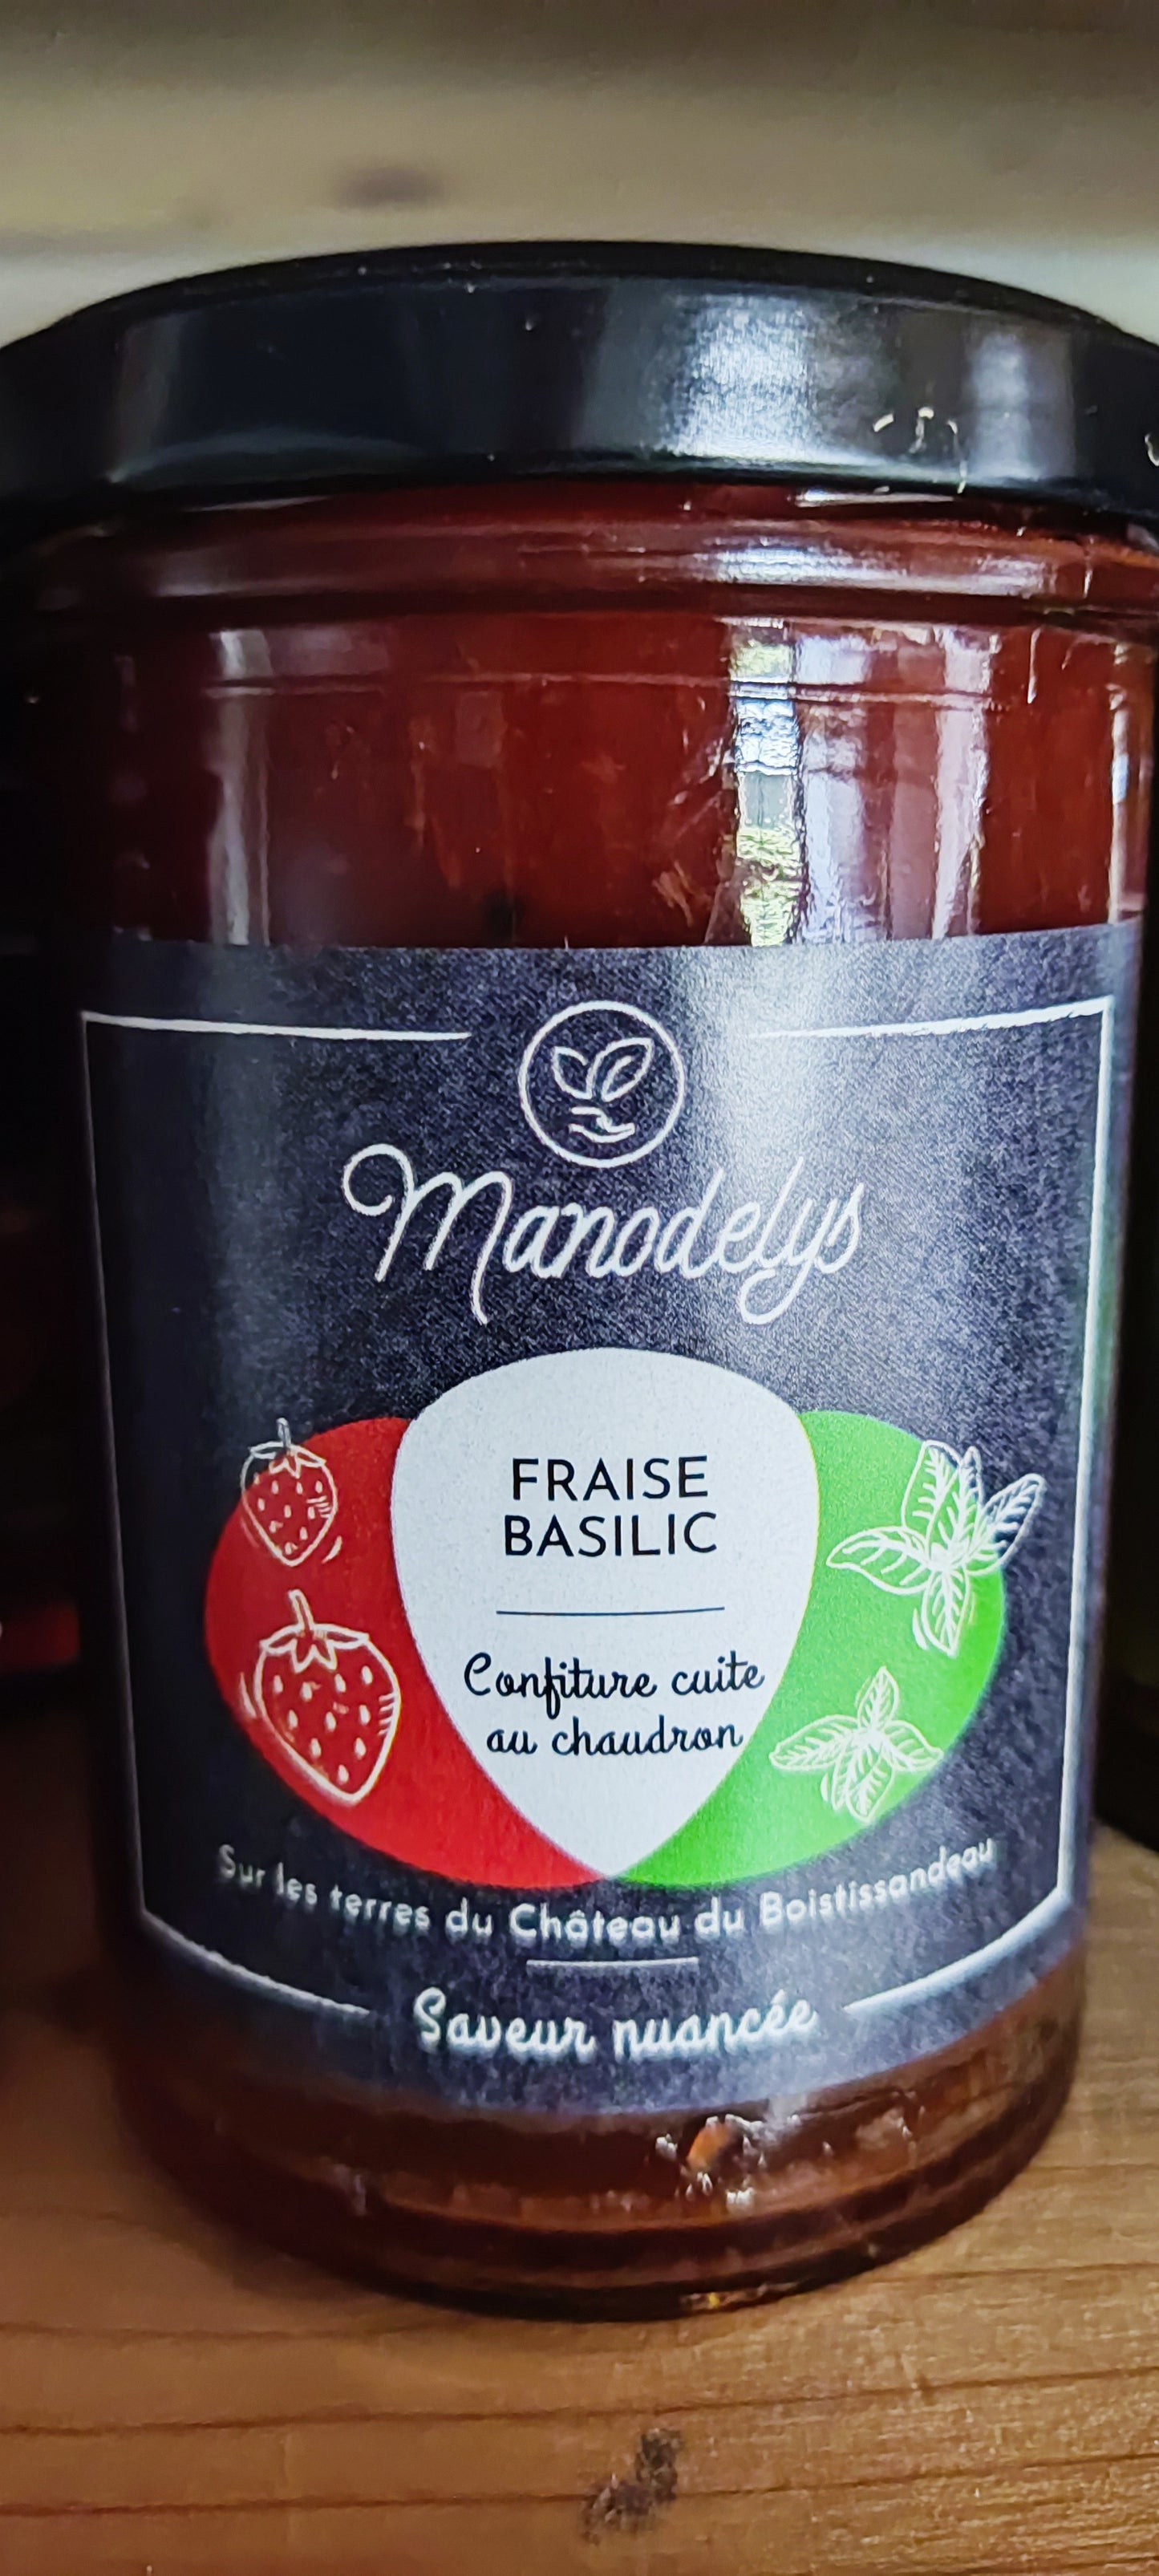 Manodelys
FRAISE
BASILIC
Confiture cuite
au chaudron
Sur les terres du Château du Boistissandeau
Saveur nuancée